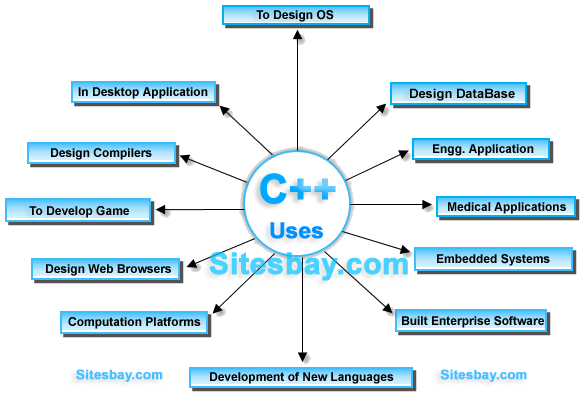 To Design OS
In Desktop Application
Design DataBase
Design Compilers
Engg. Application
C++
Uses
To Develop Game
Medical Applications
Design Web Browsers
Sitesbay.com
Embedded Systems
Computation Platforms
Built Enterprise Software
Sitesbay.com
Development of New Languages
Sitesbay.com